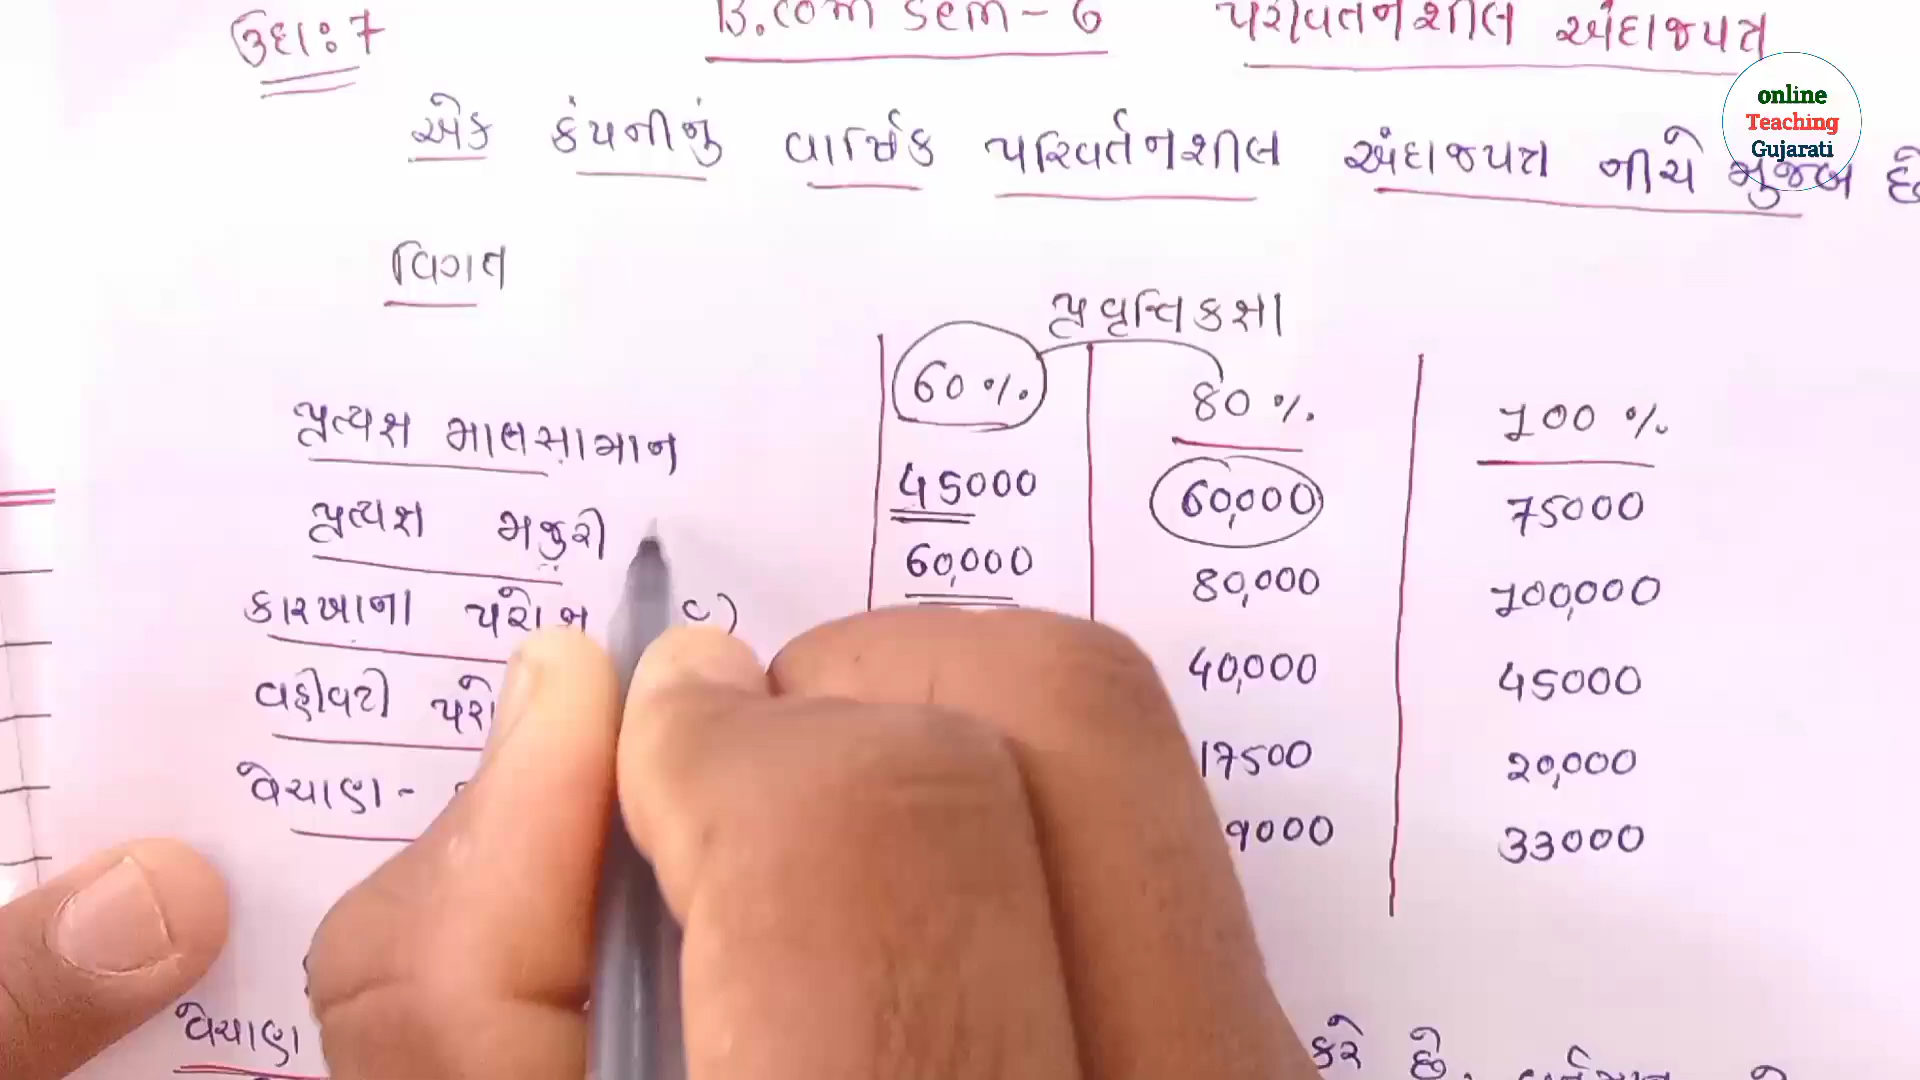 ઉદા:7 B.com sem-6 પરીવર્તનશીલ અંદાજપત્ર
online
Teaching
Gujarati
એક કંપનીનું વાર્ષિક પરિવર્તનશીલ અંદાજપત્ર નીચે મુજબ છે
વિગત
પ્રવૃત્તિ કક્ષા
60 % 80 % 100 %
પ્રત્યક્ષ માલસામાન 45000 60,000 75000
પ્રત્યક્ષ મજુરી 60,000 80,000 100,000
કારખાના 40,000 45000
વહીવટી 17500 20,000
વેચાણ - 9000 33000
વેચાણ કરે છે.